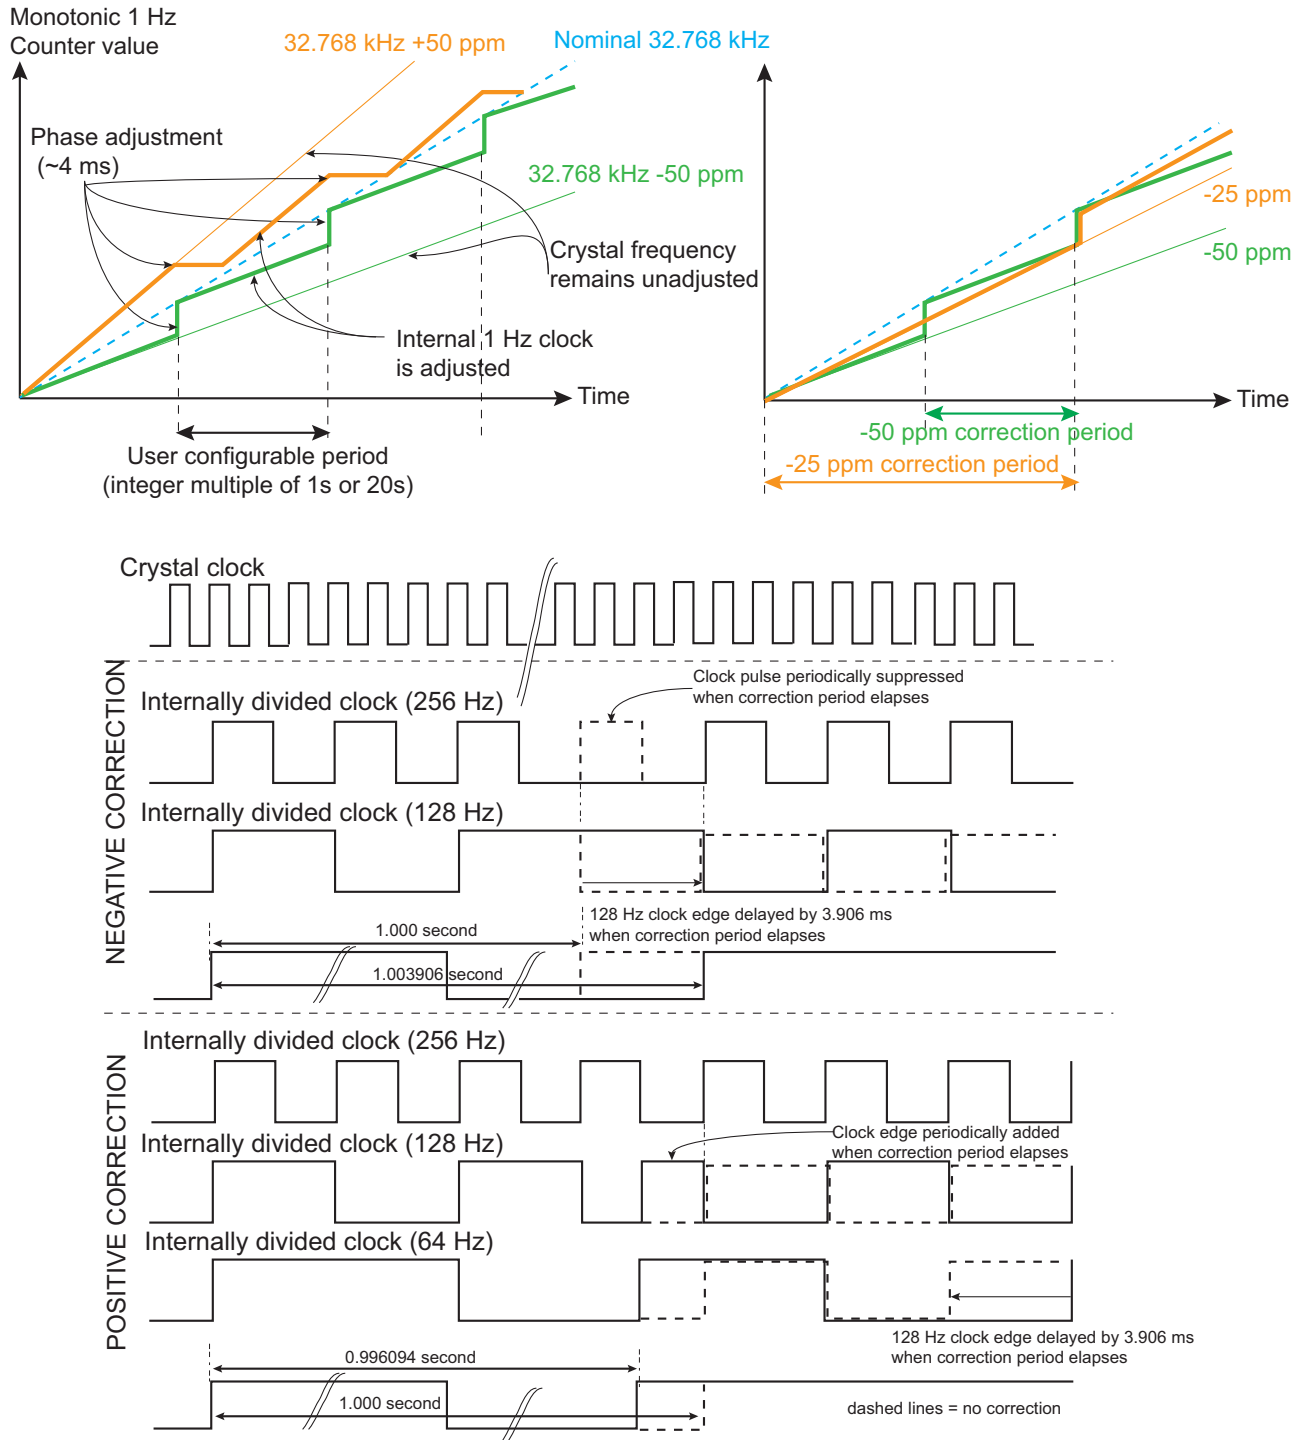 Monotonic 1 Hz
Counter value
32.768 kHz +50 ppm
Nominal 32.768 kHz
Phase adjustment
(~4 ms)
32.768 kHz -50 ppm
Crystal frequency
remains unadjusted
Internal 1 Hz clock
is adjusted
Time
User configurable period
(integer multiple of 1s or 20s)
-25 ppm
-50 ppm
Time
-50 ppm correction period
-25 ppm correction period
Crystal clock
NEGATIVE CORRECTION
Clock pulse periodically suppressed
when correction period elapses
Internally divided clock (256 Hz)
Internally divided clock (128 Hz)
128 Hz clock edge delayed by 3.906 ms
when correction period elapses
1.000 second
1.003906 second
POSITIVE CORRECTION
Internally divided clock (256 Hz)
Internally divided clock (128 Hz)
Clock edge periodically added
when correction period elapses
Internally divided clock (64 Hz)
128 Hz clock edge delayed by 3.906 ms
when correction period elapses
0.996094 second
1.000 second
dashed lines = no correction